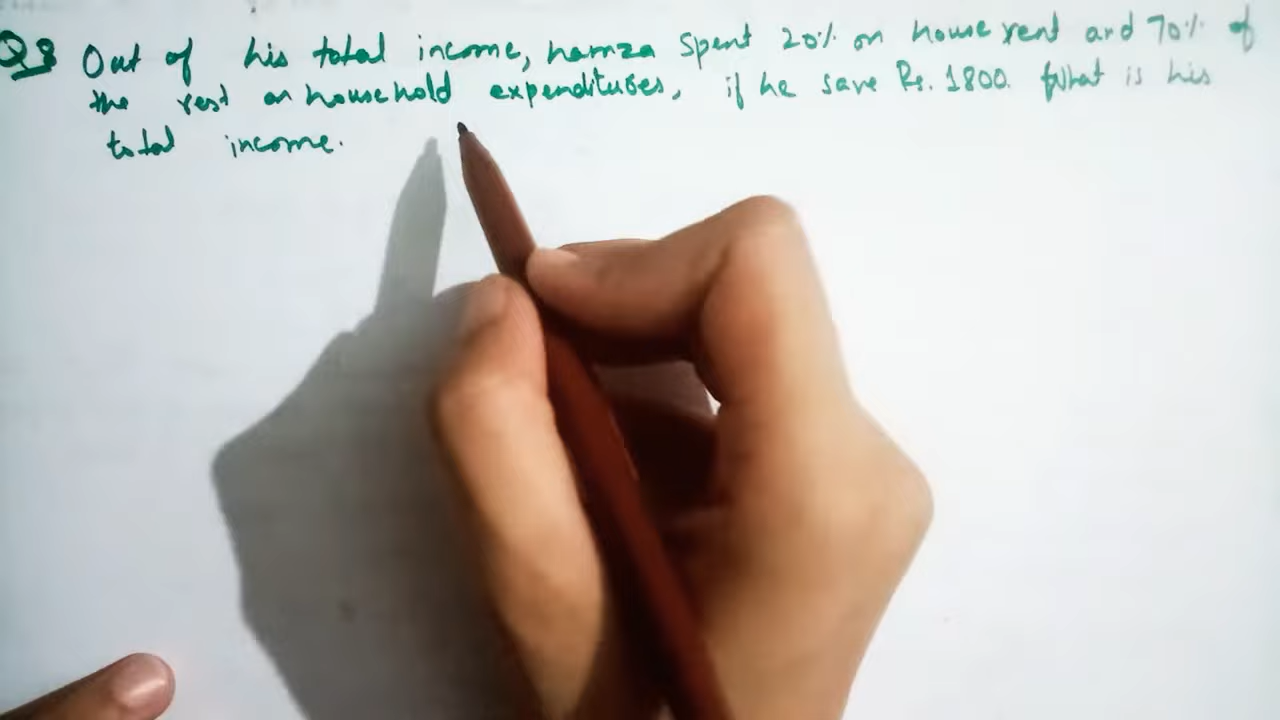 Q8 Out of his total income, hamza spent 20% on house rent and 70% of
the rest on household expenditures, if he save Rs. 1800. What is his
total income.